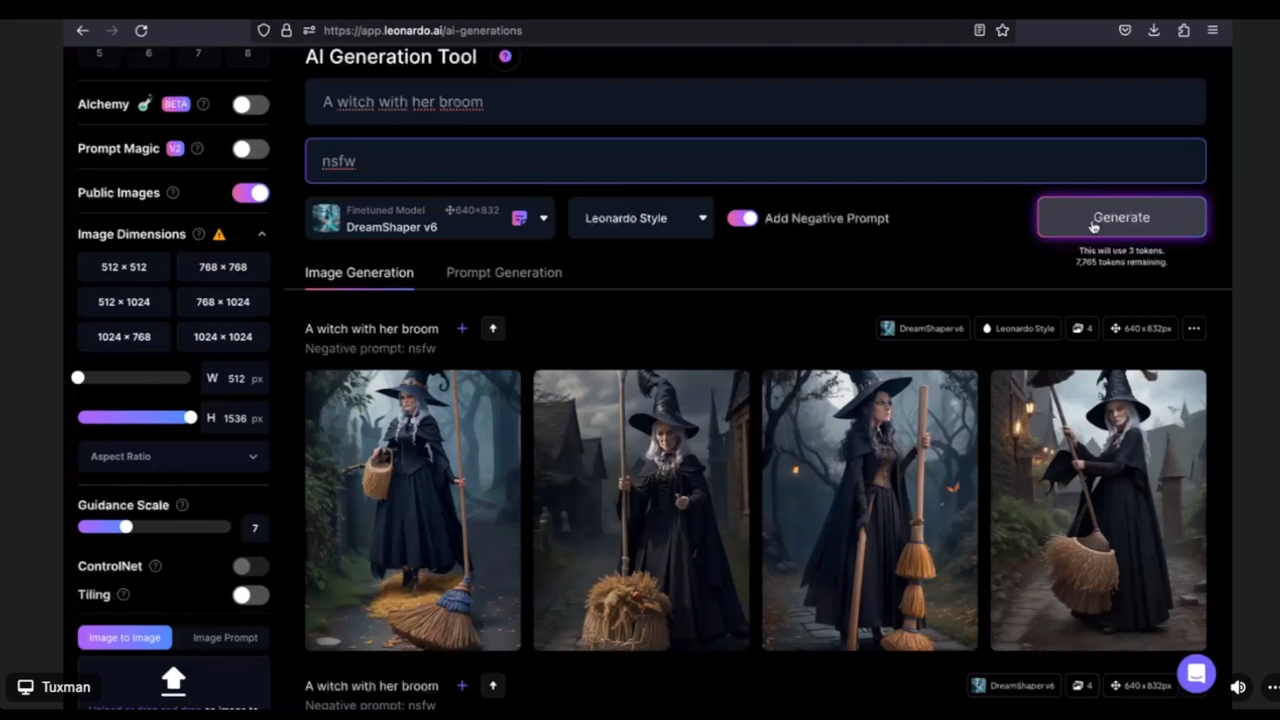 https://app.leonardo.ai/ai-generations
5 6 7 8
AI Generation Tool ?
Alchemy BETA ?
A witch with her broom
Prompt Magic V2 ?
nsfw
Public Images ?
Finetuned Model 640×832
DreamShaper v6
Leonardo Style
Add Negative Prompt
Generate
This will use 3 tokens.
7,765 tokens remaining.
Image Dimensions ?
512 × 512 768 × 768
512 × 1024 768 × 1024
1024 × 768 1024 × 1024
W 512 px
H 1536 px
Aspect Ratio
Guidance Scale ?
7
ControlNet ?
Tiling ?
Image to Image Image Prompt
Image Generation Prompt Generation
A witch with her broom
Negative prompt: nsfw
DreamShaper v6 Leonardo Style 4 640 x 832px
A witch with her broom
Negative prompt: nsfw
DreamShaper v6 4 640 x 832px
Tuxman